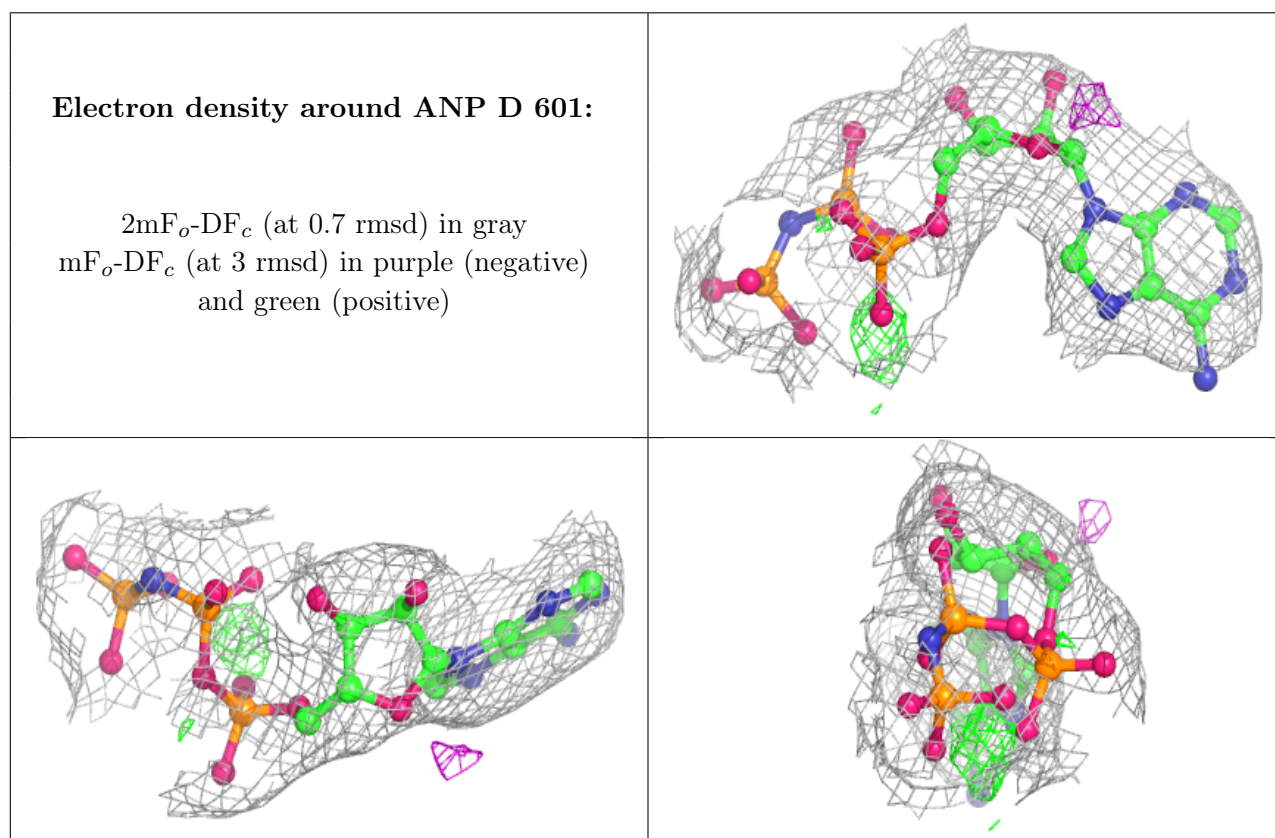 Electron density around ANP D 601:
2mFo-DFc (at 0.7 rmsd) in gray
mFo-DFc (at 3 rmsd) in purple (negative)
and green (positive)